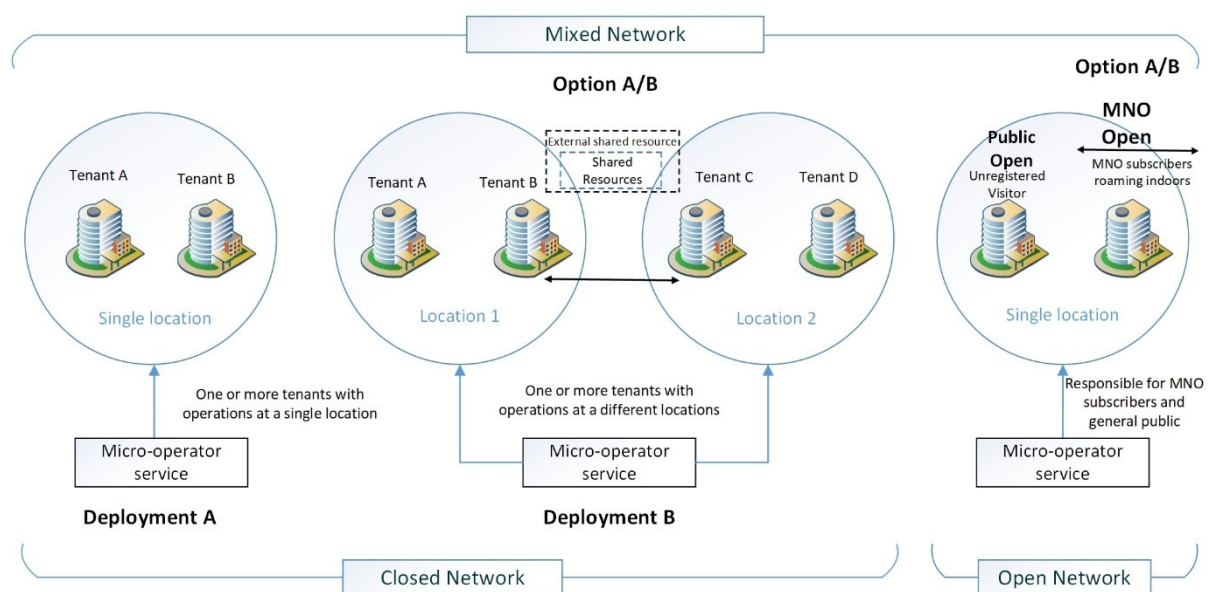 Mixed Network
Option A/B
Option A/B
Tenant A
Tenant B
Single location
External shared resource
Shared
Resources
Tenant A
Tenant B
Location 1
Tenant C
Tenant D
Location 2
Public
Open
Unregistered
Visitor
MNO
Open
MNO subscribers
roaming indoors
Single location
One or more tenants with
operations at a single location
One or more tenants with
operations at a different locations
Responsible for MNO
subscribers and
general public
Micro-operator
service
Micro-operator
service
Micro-operator
service
Deployment A
Deployment B
Closed Network
Open Network